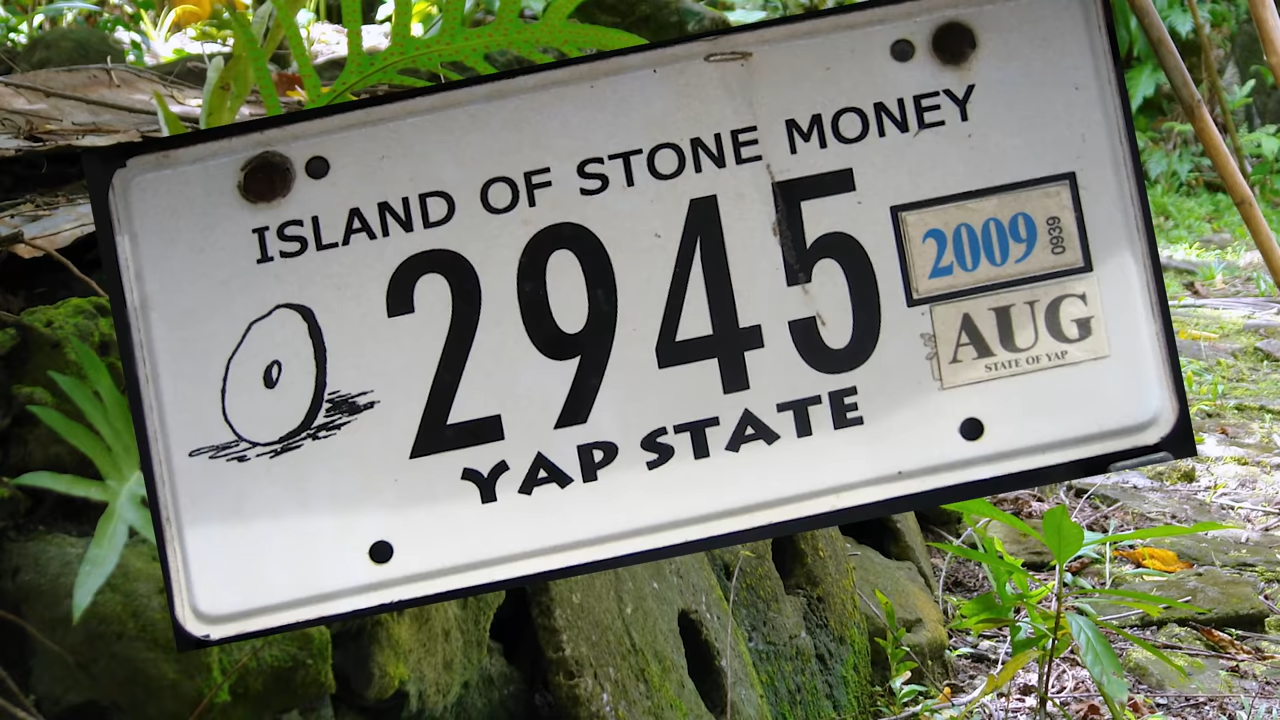 ISLAND OF STONE MONEY
2945
2009 0939
AUG
STATE OF YAP
YAP STATE